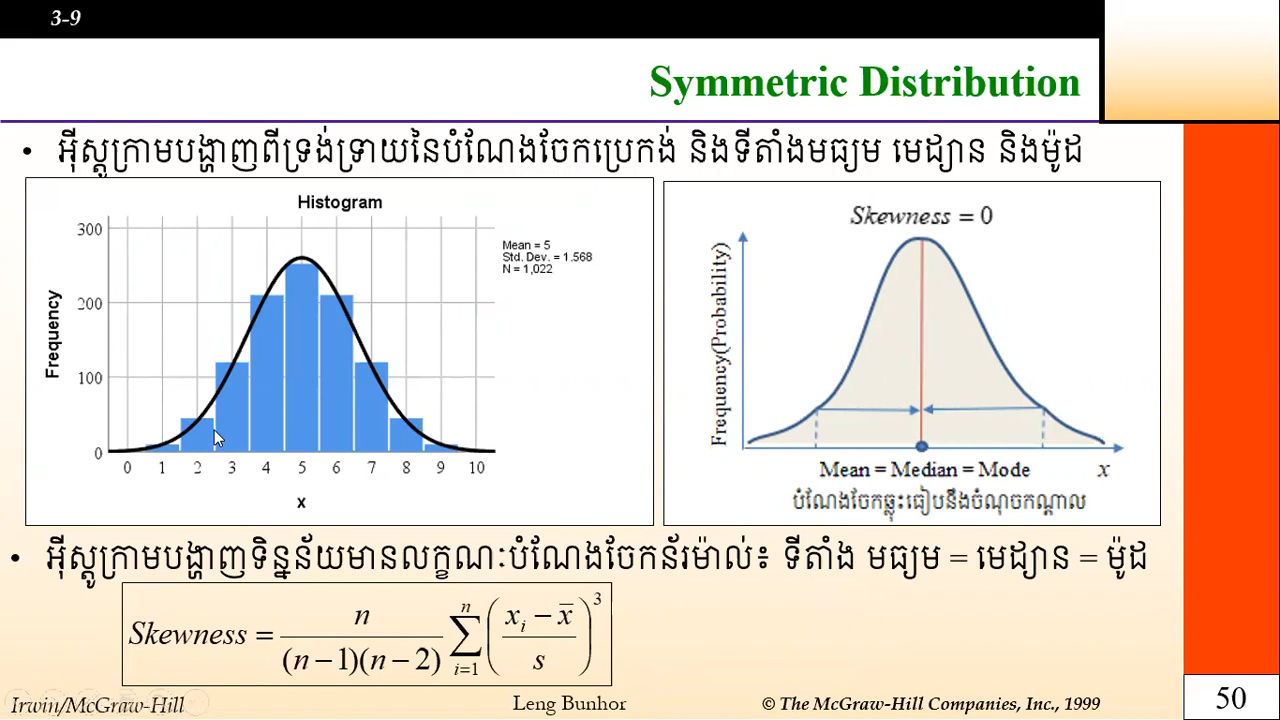 3-9
Symmetric Distribution
• អ៊ីស្តូក្រាមបង្ហាញពីទ្រង់ទ្រាយនៃបំណែងចែកប្រេកង់ និងទីតាំងមធ្យម មេដ្យាន និងម៉ូដ
Histogram
Mean = 5
Std. Dev. = 1.568
N = 1,022
Frequency
300
200
100
0
0 1 2 3 4 5 6 7 8 9 10
x
Skewness = 0
Frequency(Probability)
Mean = Median = Mode
x
បំណែងចែកឆ្លុះធៀបនឹងចំណុចកណ្តាល
• អ៊ីស្តូក្រាមបង្ហាញទិន្នន័យមានលក្ខណៈបំណែងចែកន័រម៉ាល់៖ ទីតាំង មធ្យម = មេដ្យាន = ម៉ូដ
Skewness = n / (n − 1)(n − 2) ∑ i=1 n ((xᵢ − x̄) / s)³
Irwin/McGraw-Hill
Leng Bunhor
© The McGraw-Hill Companies, Inc., 1999
50